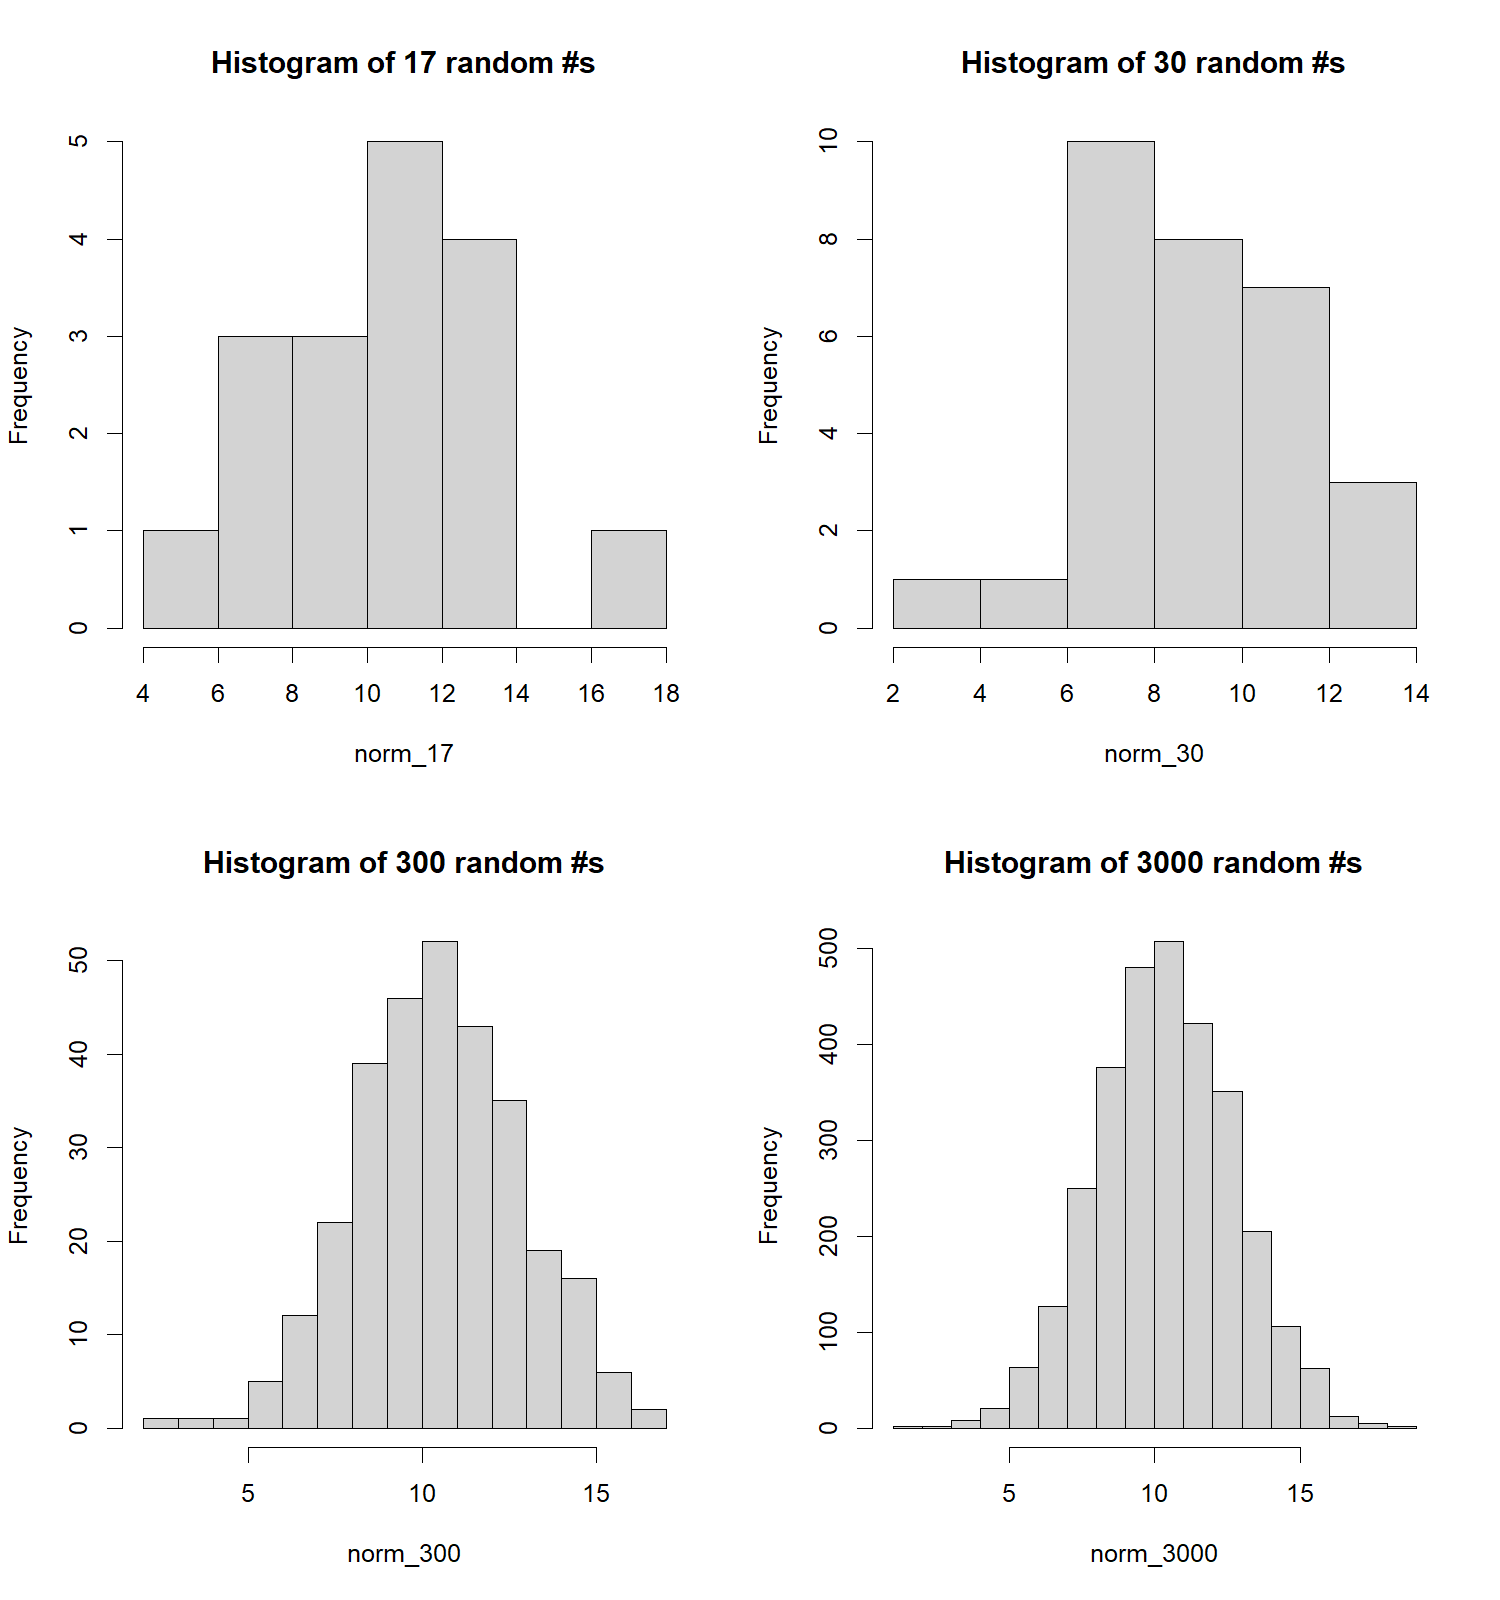 Histogram of 17 random #s
Frequency
5
4
3
2
1
0
4 6 8 10 12 14 16 18
norm_17
Histogram of 30 random #s
Frequency
10
8
6
4
2
0
2 4 6 8 10 12 14
norm_30
Histogram of 300 random #s
Frequency
50
40
30
20
10
0
5 10 15
norm_300
Histogram of 3000 random #s
Frequency
500
400
300
200
100
0
5 10 15
norm_3000